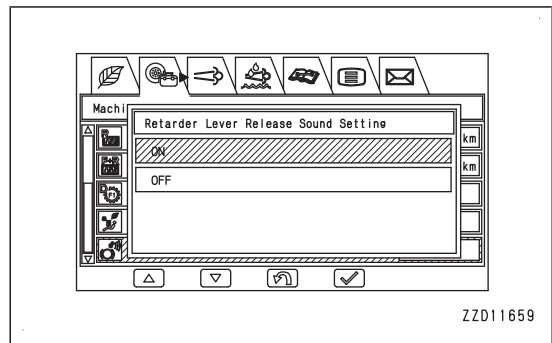 Machi
Retarder Lever Release Sound Setting
ON
km
km
OFF
ZZD11659